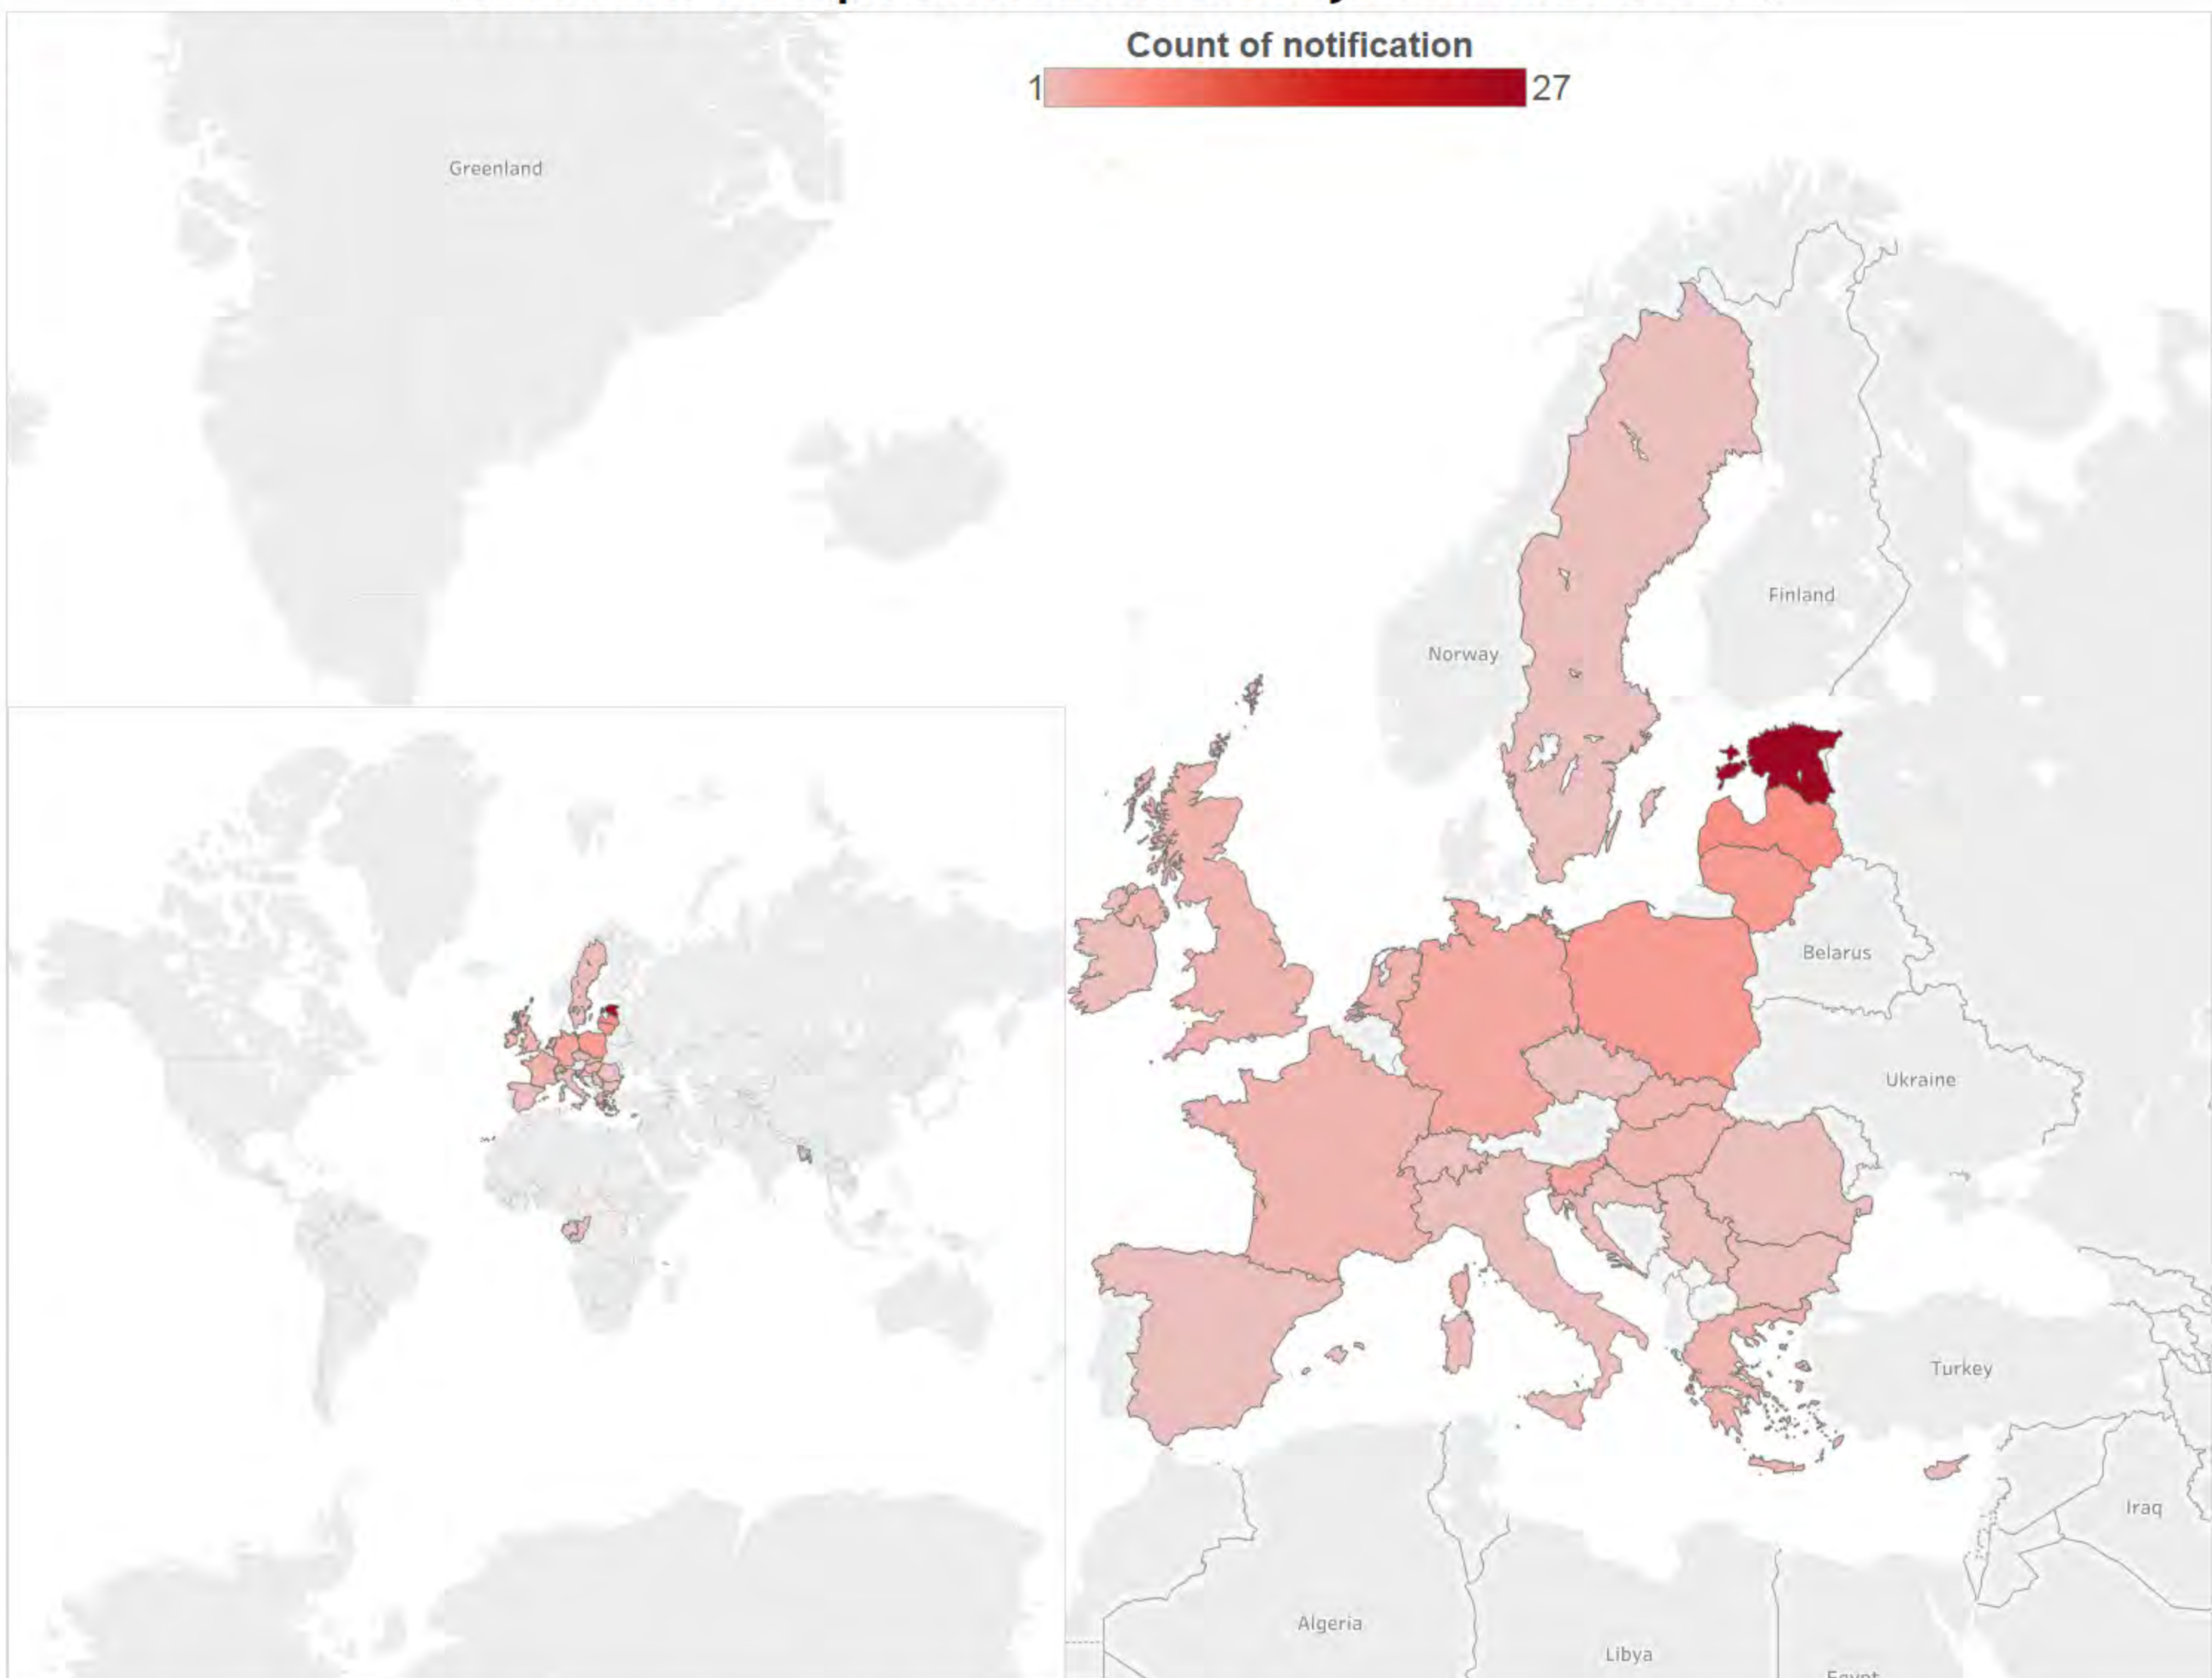 Count of notification
1 27
Greenland
Finland
Norway
Belarus
Ukraine
Turkey
Iraq
Algeria
Libya